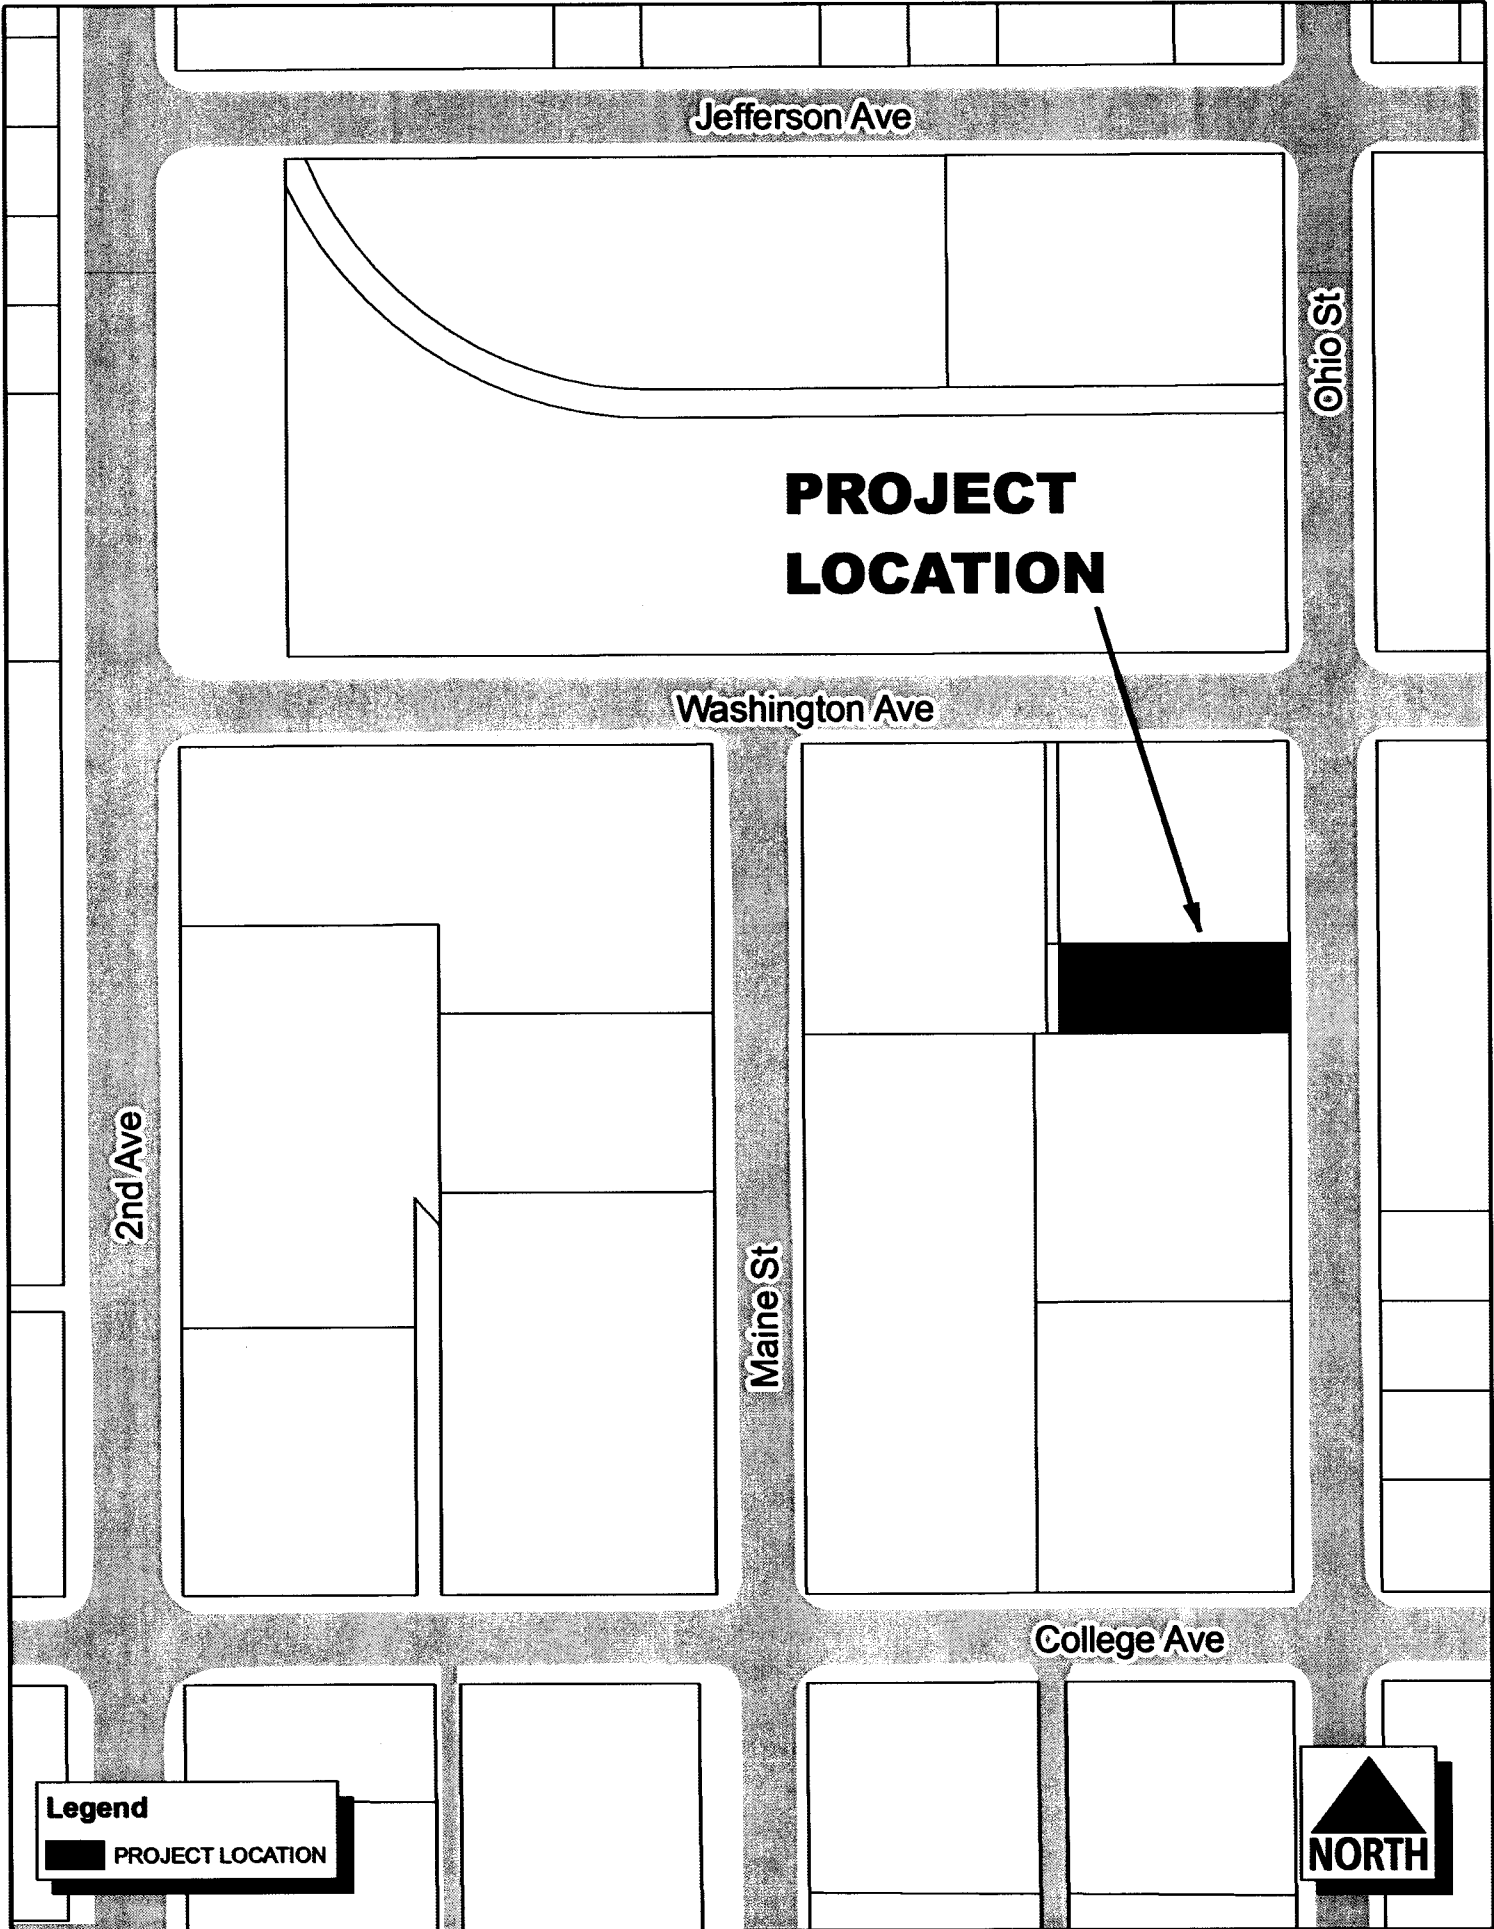 Jefferson Ave
Ohio St
PROJECT
LOCATION
Washington Ave
2nd Ave
Maine St
College Ave
Legend
PROJECT LOCATION
NORTH